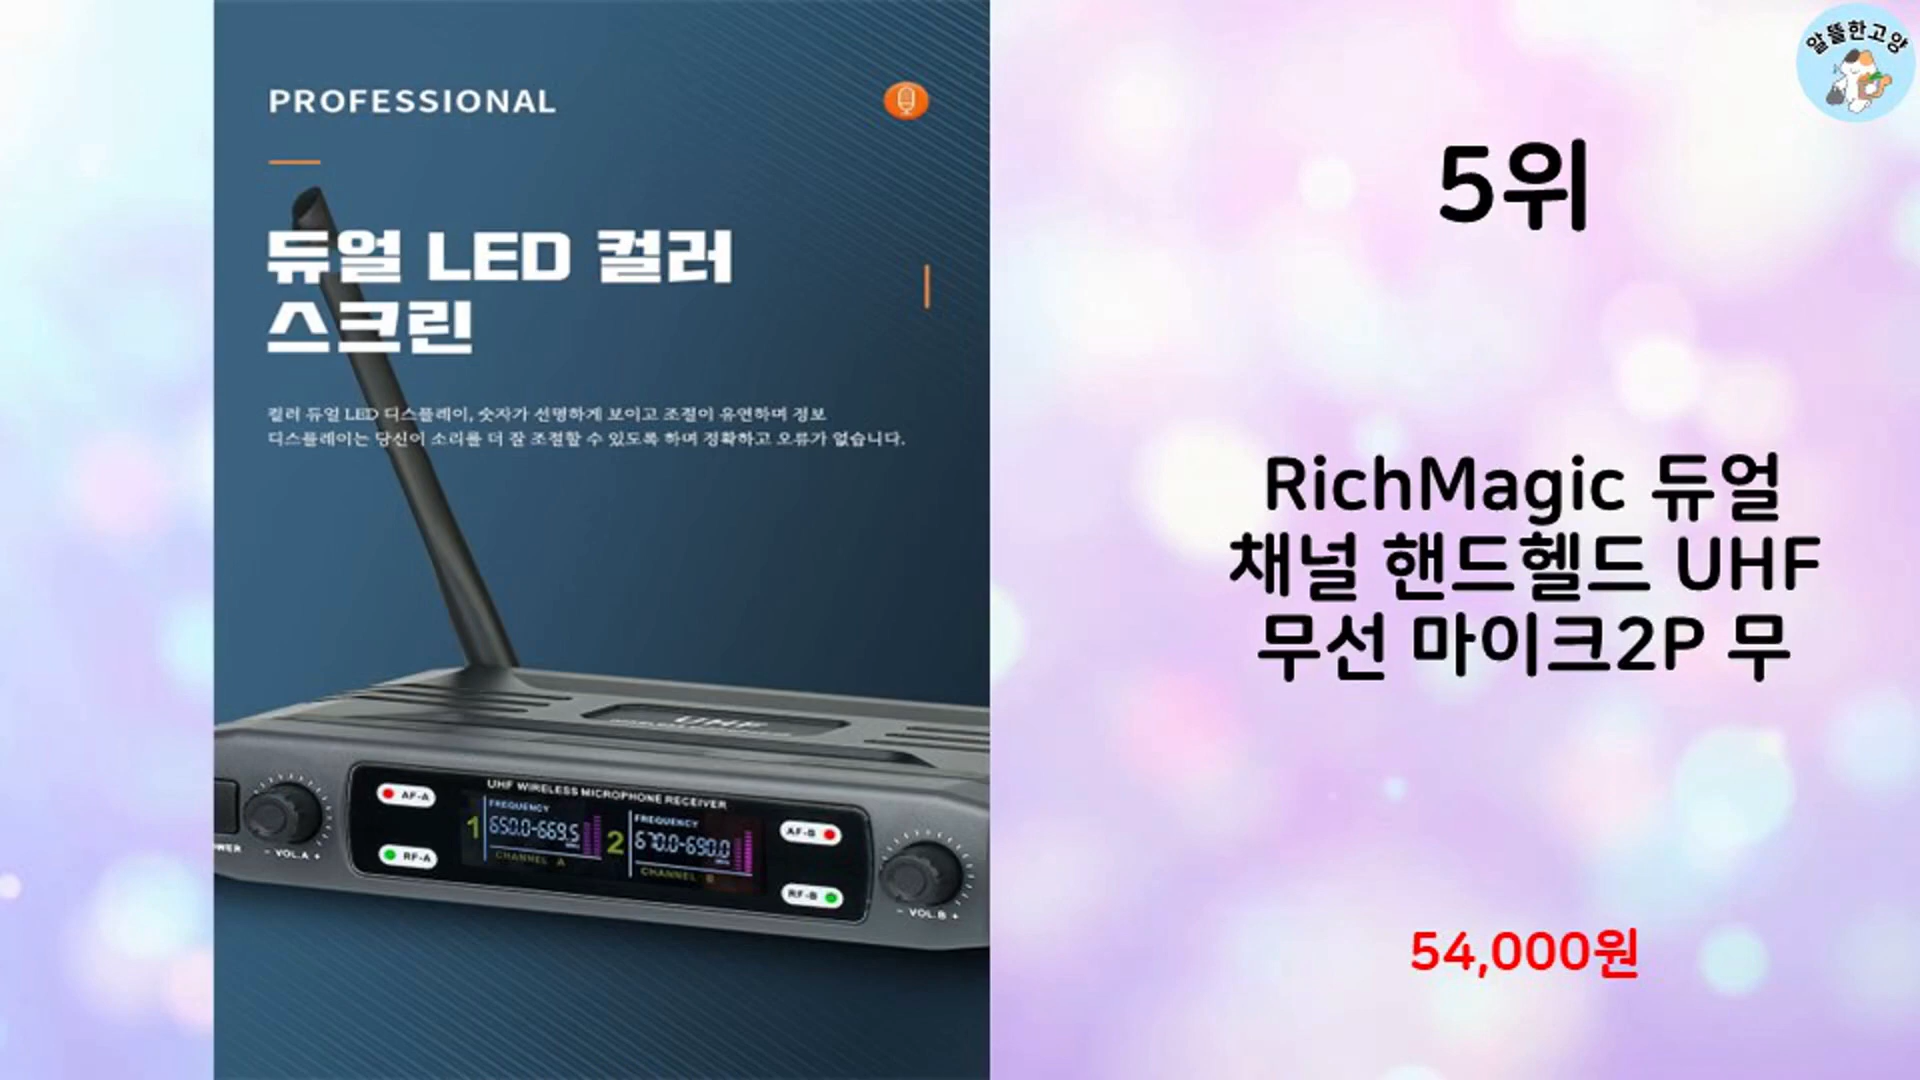 알뜰한고양
PROFESSIONAL
듀얼 LED 컬러
스크린
컬러 듀얼 LED 디스플레이, 숫자가 선명하게 보이고 조절이 유연하며 정보
디스플레이는 당신이 소리를 더 잘 조절할 수 있도록 하며 정확하고 오류가 없습니다.
UHF
UHF WIRELESS MICROPHONE RECEIVER
AF-A
RF-A
1
FREQUENCY
650.0-669.5
CHANNEL A
2
FREQUENCY
670.0-690.0
CHANNEL B
AF-B
RF-B
OWER
- VOL.A +
- VOL.B +
5위
RichMagic 듀얼
채널 핸드헬드 UHF
무선 마이크2P 무
54,000원